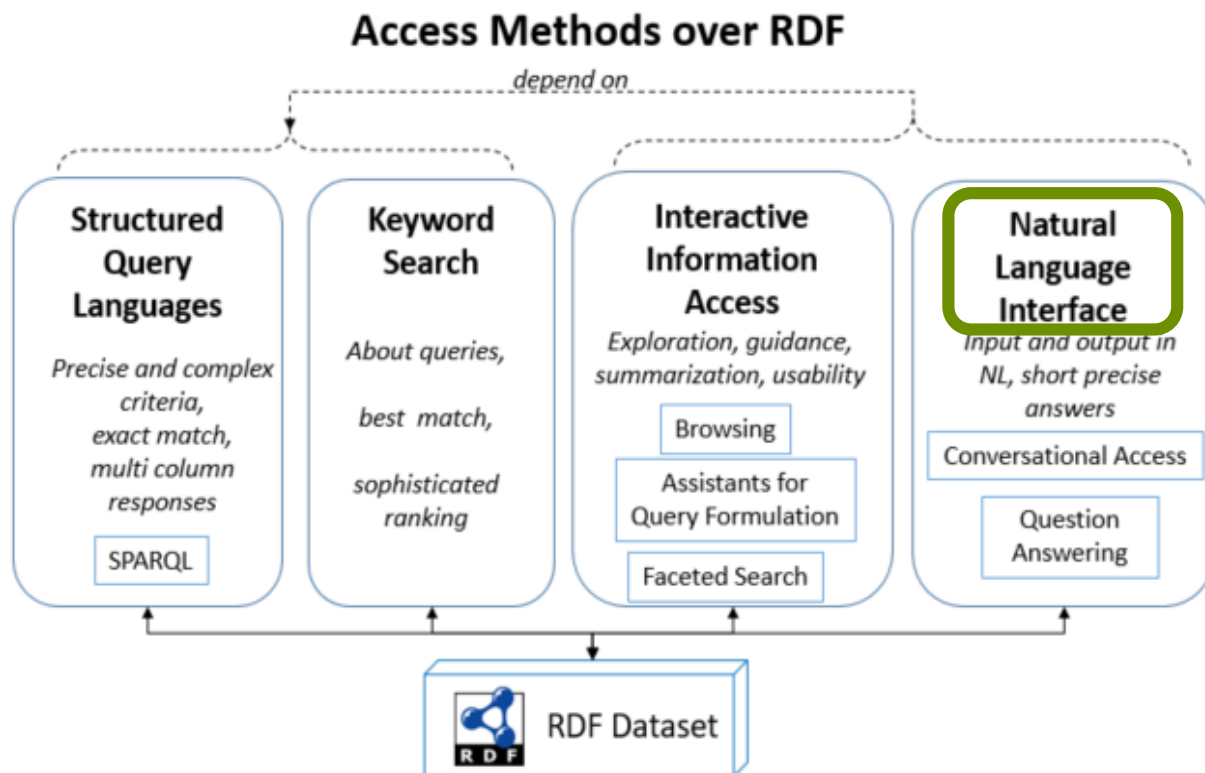 Access Methods over RDF
depend on
Structured
Query
Languages
Precise and complex
criteria,
exact match,
multi column
responses
SPARQL
Keyword
Search
About queries,
best match,
sophisticated
ranking
Interactive
Information
Access
Exploration, guidance,
summarization, usability
Browsing
Assistants for
Query Formulation
Faceted Search
Natural
Language
Interface
Input and output in
NL, short precise
answers
Conversational Access
Question
Answering
RDF
RDF Dataset